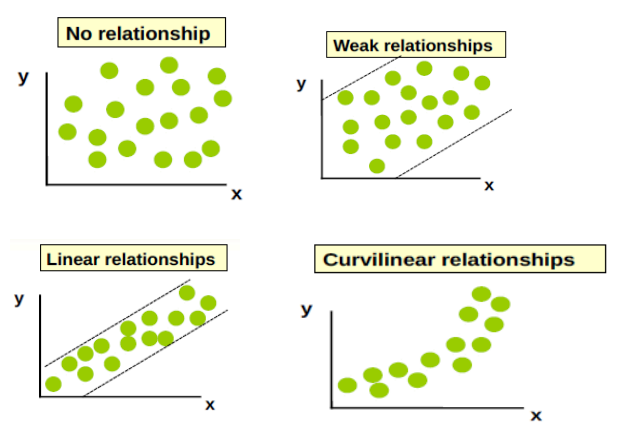 No relationship
y
x
Weak relationships
y
x
Linear relationships
y
x
Curvilinear relationships
y
x